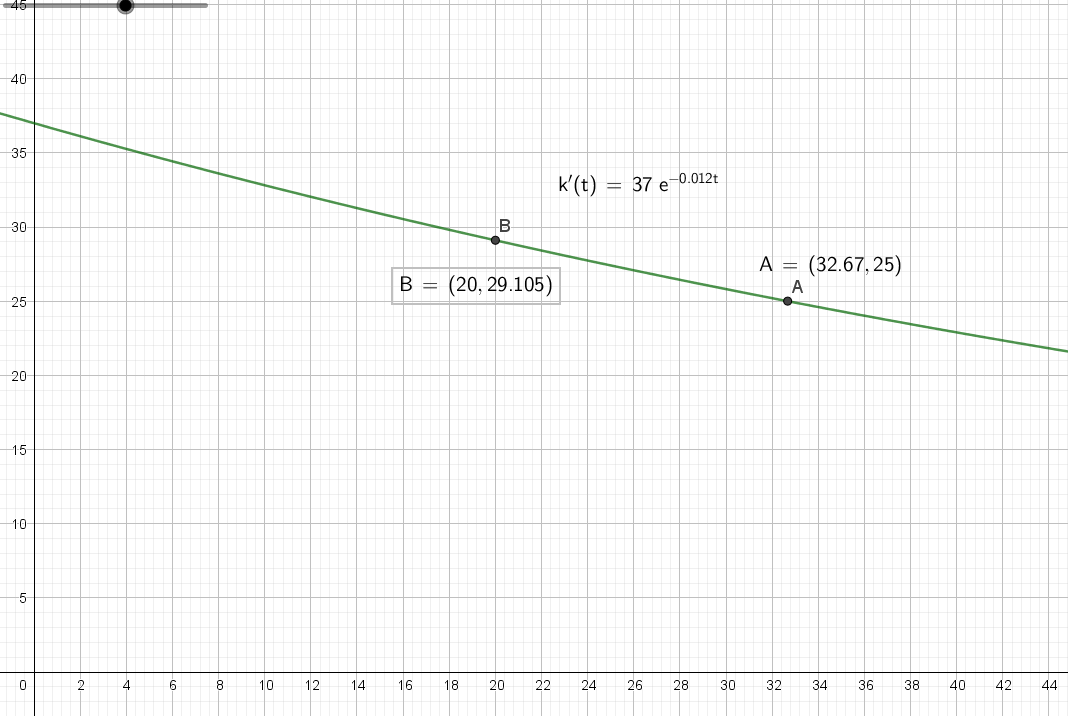 45
40
35
k′(t) = 37 e^−0.012t
30
B
A = (32.67, 25)
B = (20, 29.105)
A
25
20
15
10
5
0 2 4 6 8 10 12 14 16 18 20 22 24 26 28 30 32 34 36 38 40 42 44